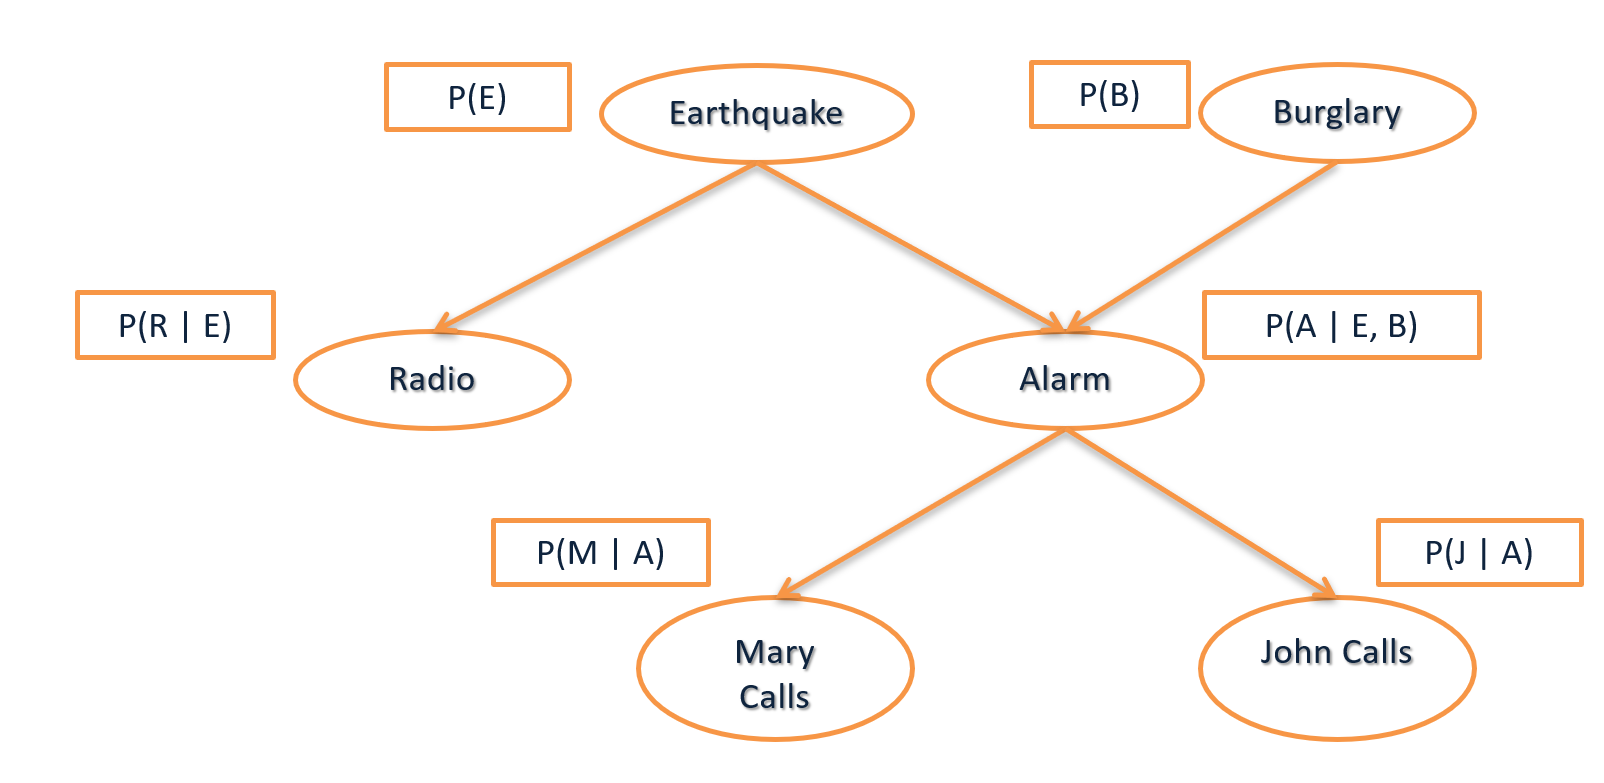 P(E)
Earthquake
P(B)
Burglary
P(R | E)
Radio
Alarm
P(A | E, B)
P(M | A)
P(J | A)
Mary
Calls
John Calls